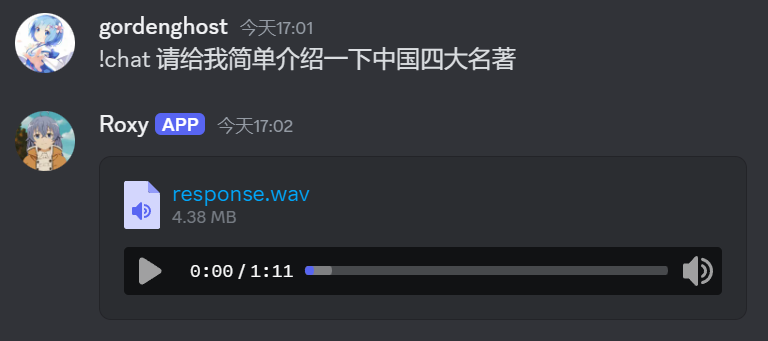 gordenghost 今天17:01
!chat 请给我简单介绍一下中国四大名著
Roxy APP 今天17:02
response.wav
4.38 MB
0:00 / 1:11